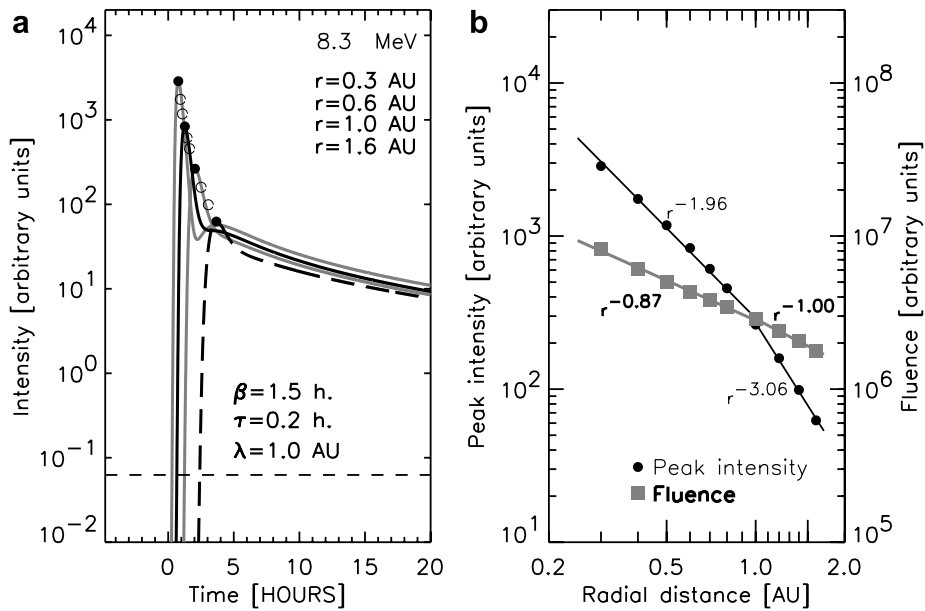 a
8.3 MeV
r=0.3 AU
r=0.6 AU
r=1.0 AU
r=1.6 AU
β=1.5 h.
τ=0.2 h.
λ=1.0 AU
Intensity [arbitrary units]
10^4
10^3
10^2
10^1
10^0
10^-1
10^-2
0 5 10 15 20
Time [HOURS]
b
Peak intensity [arbitrary units]
10^4
10^3
10^2
10^1
r^-1.96
r^-0.87
r^-1.00
r^-3.06
Peak intensity
Fluence
0.2 0.5 1.0 2.0
Radial distance [AU]
10^8
10^7
10^6
10^5
Fluence [arbitrary units]